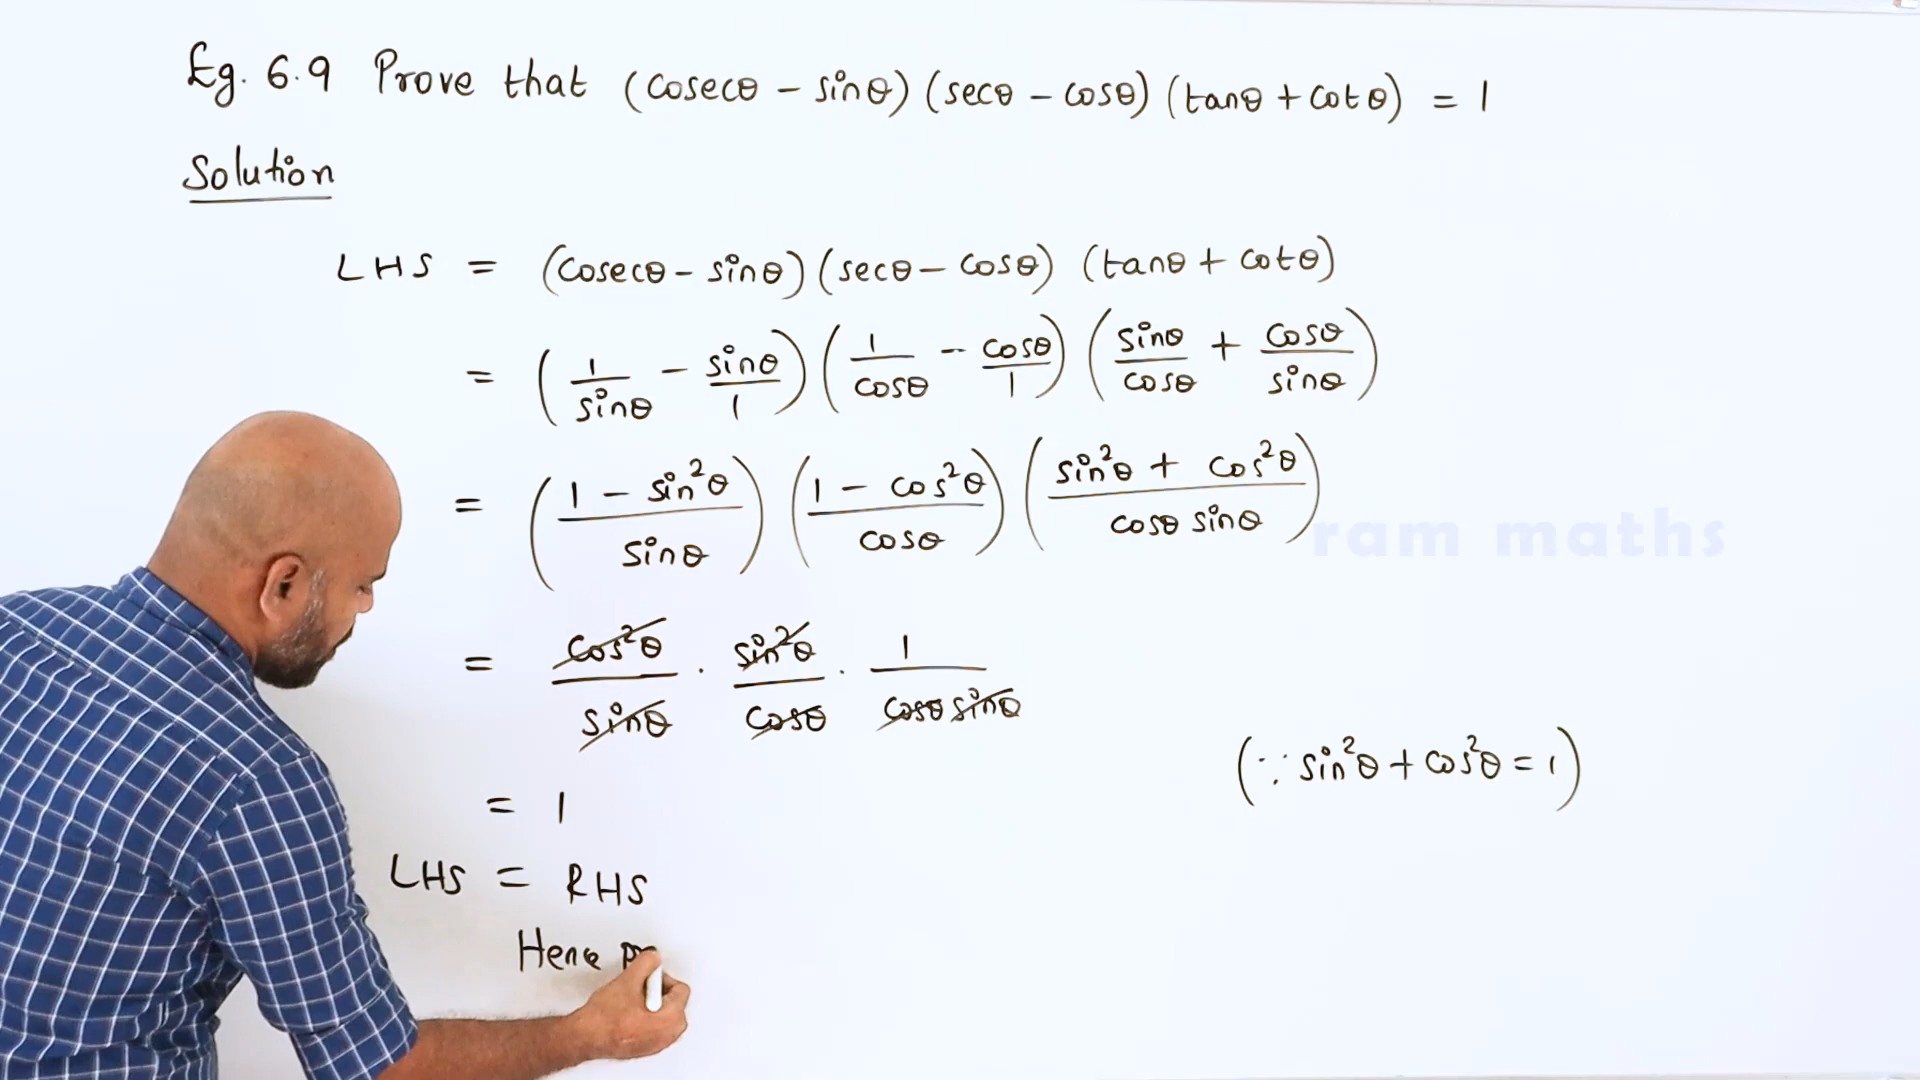 Eg. 6.9 Prove that (cosecθ - sinθ)(secθ - cosθ)(tanθ + cotθ) = 1
Solution
LHS = (cosecθ - sinθ)(secθ - cosθ) (tanθ + cotθ)
= (1/sinθ - sinθ/1)(1/cosθ - cosθ/1)(sinθ/cosθ + cosθ/sinθ)
= ((1 - sin²θ)/sinθ)((1 - cos²θ)/cosθ)((sin²θ + cos²θ)/(cosθ sinθ))
ram maths
= cos²θ/sinθ . sin²θ/cosθ . 1/(cosθ sinθ)
(∵ sin²θ + cos²θ = 1)
= 1
LHS = RHS
Hence